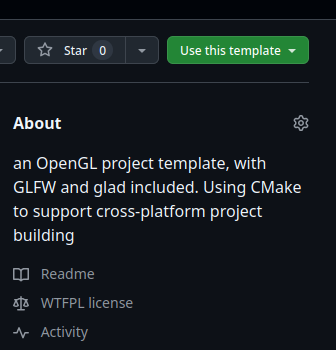 Star 0
Use this template
About
an OpenGL project template, with
GLFW and glad included. Using CMake
to support cross-platform project
building
Readme
WTFPL license
Activity